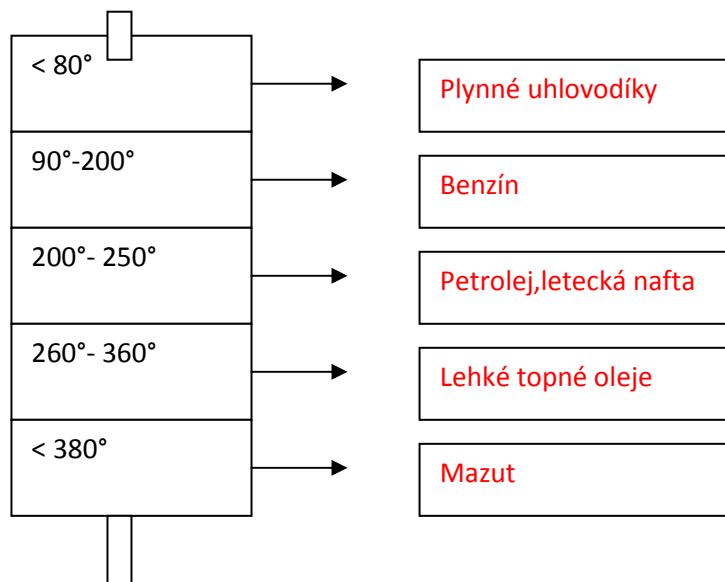 < 80°
Plynné uhlovodíky
90°-200°
Benzín
200°- 250°
Petrolej,letecká nafta
260°- 360°
Lehké topné oleje
< 380°
Mazut